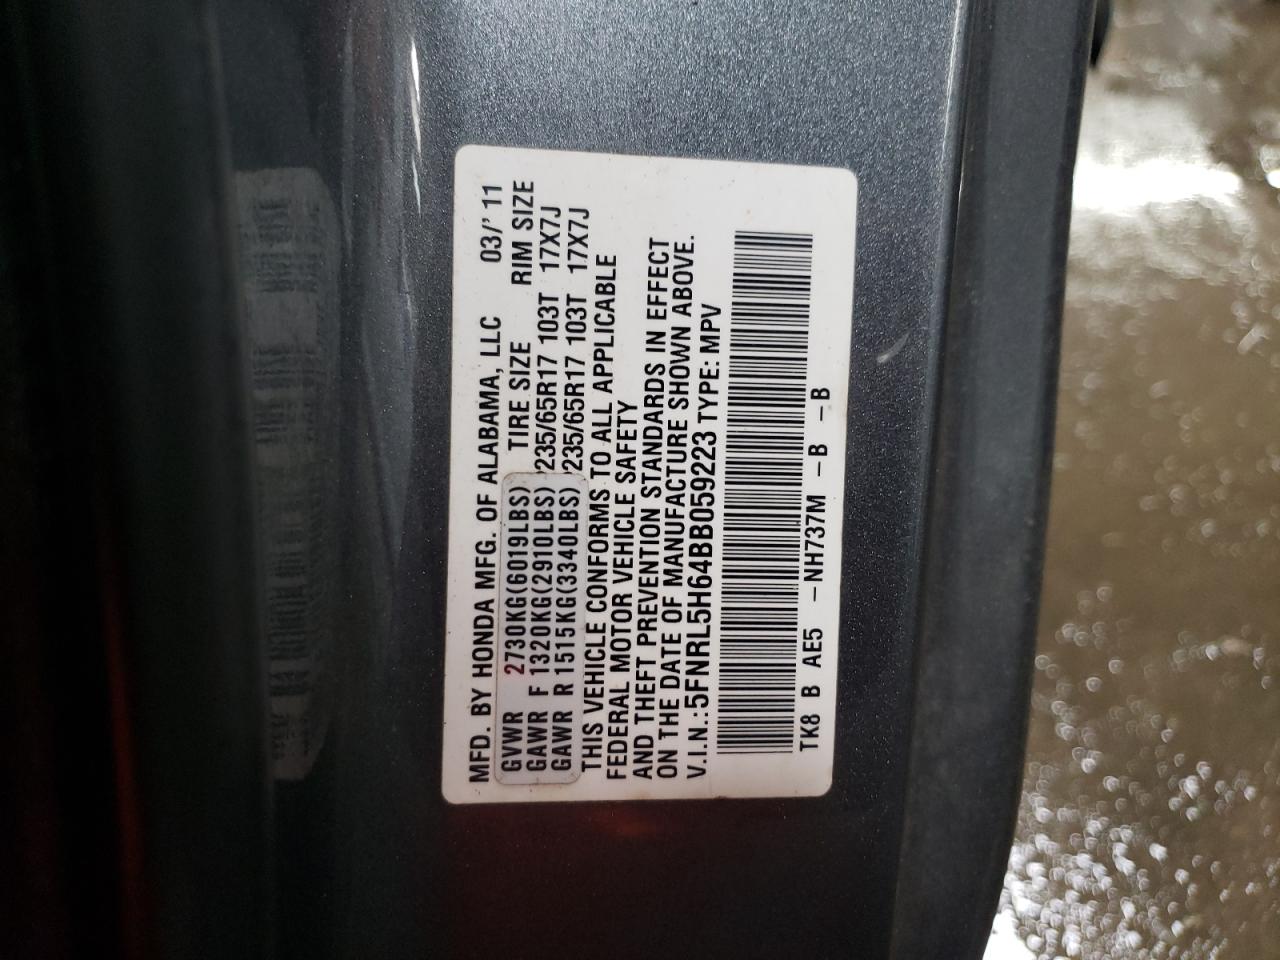 MFD. BY HONDA MFG. OF ALABAMA, LLC 03/' 11
GVWR 2730KG(6019LBS) TIRE SIZE RIM SIZE
GAWR F 1320KG(2910LBS) 235/65R17 103T 17X7J
GAWR R 1515KG(3340LBS) 235/65R17 103T 17X7J
THIS VEHICLE CONFORMS TO ALL APPLICABLE
FEDERAL MOTOR VEHICLE SAFETY
AND THEFT PREVENTION STANDARDS IN EFFECT
ON THE DATE OF MANUFACTURE SHOWN ABOVE.
V.I.N.:5FNRL5H64BB059223 TYPE: MPV
TK8 B AE5 -NH737M -B -B